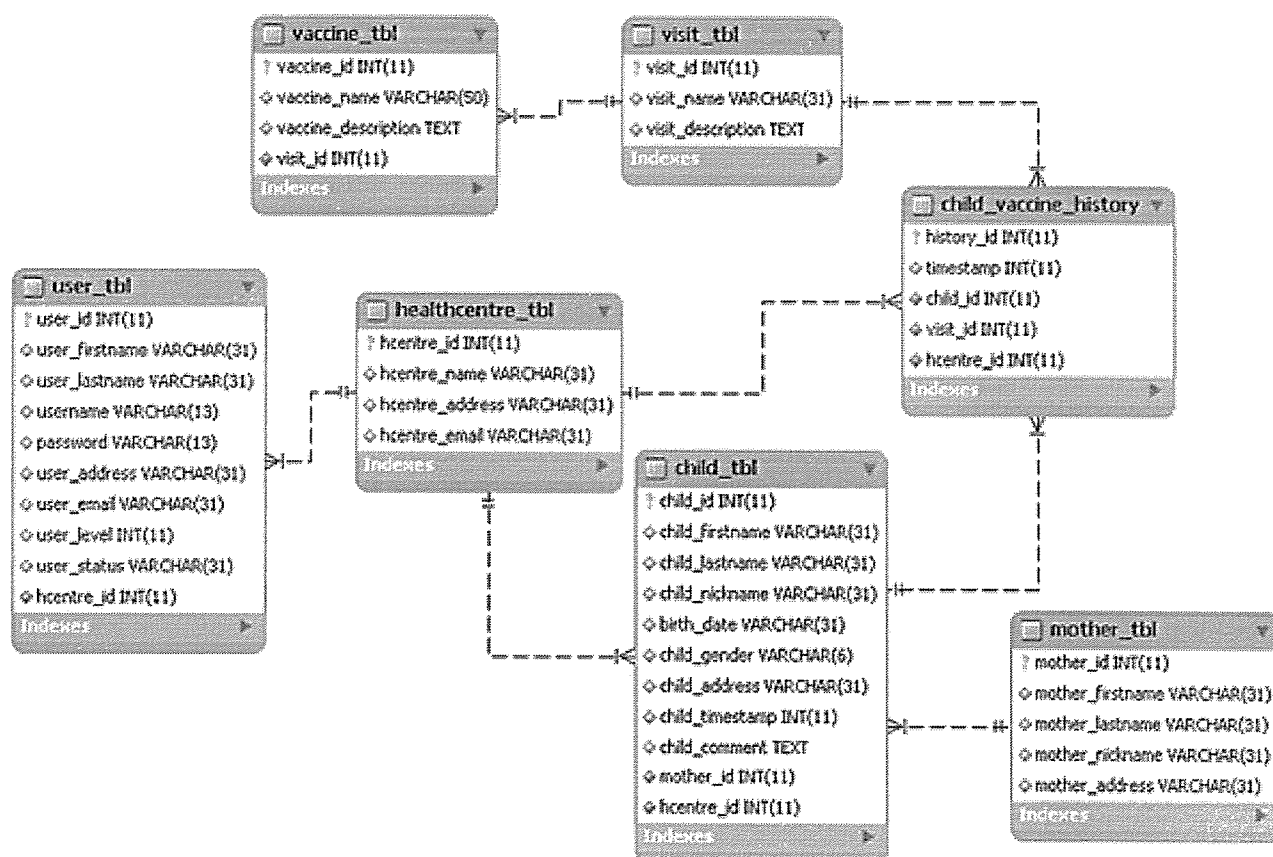 vaccine_tbl
vaccine_id INT(11)
vaccine_name VARCHAR(50)
vaccine_description TEXT
visit_id INT(11)
Indexes
visit_tbl
visit_id INT(11)
visit_name VARCHAR(31)
visit_description TEXT
Indexes
child_vaccine_history
history_id INT(11)
timestamp INT(11)
child_id INT(11)
visit_id INT(11)
hcentre_id INT(11)
Indexes
user_tbl
user_id INT(11)
user_firstname VARCHAR(31)
user_lastname VARCHAR(31)
username VARCHAR(13)
password VARCHAR(13)
user_address VARCHAR(31)
user_email VARCHAR(31)
user_level INT(11)
user_status VARCHAR(31)
hcentre_id INT(11)
Indexes
healthcentre_tbl
hcentre_id INT(11)
hcentre_name VARCHAR(31)
hcentre_address VARCHAR(31)
hcentre_email VARCHAR(31)
Indexes
child_tbl
child_id INT(11)
child_firstname VARCHAR(31)
child_lastname VARCHAR(31)
child_nickname VARCHAR(31)
birth_date VARCHAR(31)
child_gender VARCHAR(6)
child_address VARCHAR(31)
child_timestamp INT(11)
child_comment TEXT
mother_id INT(11)
hcentre_id INT(11)
Indexes
mother_tbl
mother_id INT(11)
mother_firstname VARCHAR(31)
mother_lastname VARCHAR(31)
mother_nickname VARCHAR(31)
mother_address VARCHAR(31)
Indexes